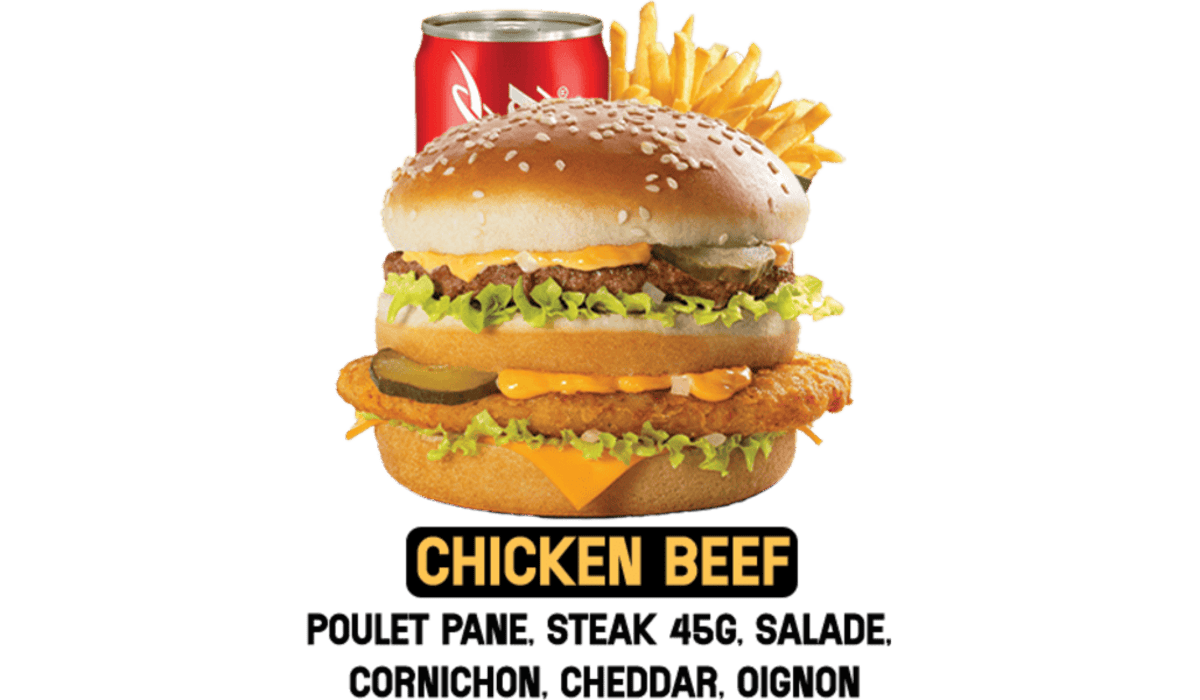 CHICKEN BEEF
POULET PANE, STEAK 45G, SALADE,
CORNICHON, CHEDDAR, OIGNON